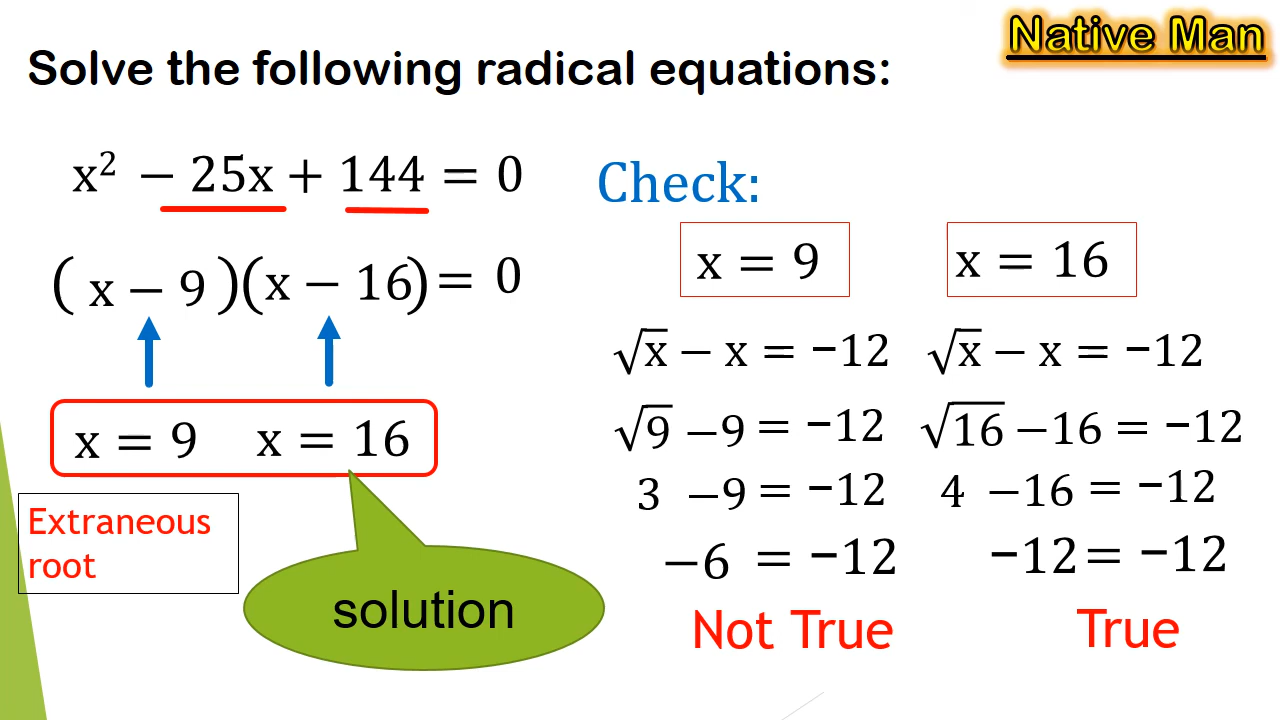 Native Man
Solve the following radical equations:
x² − 25x + 144 = 0
( x − 9 )(x − 16) = 0
x = 9 x = 16
Extraneous
root
solution
Check:
x = 9
√x − x = −12
√9 −9 = −12
3 −9 = −12
−6 = −12
Not True
x = 16
√x − x = −12
√16 −16 = −12
4 −16 = −12
−12 = −12
True